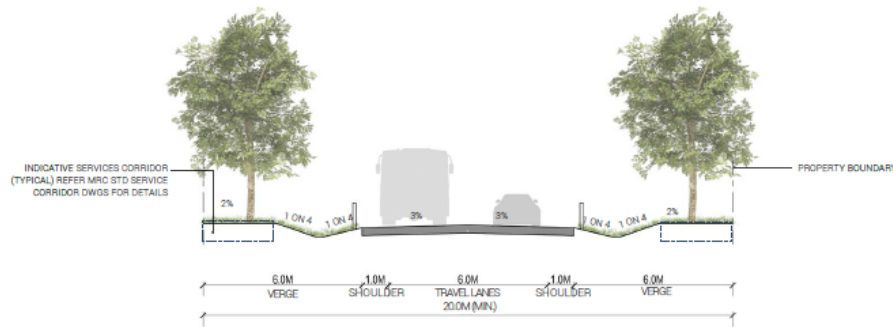 INDICATIVE SERVICES CORRIDOR
(TYPICAL) REFER MRC STD SERVICE
CORRIDOR DWGS FOR DETAILS
PROPERTY BOUNDAR
2%
1 ON 4
1 ON 4
3%
3%
1 ON 4
1 ON 4
2%
6.0M 1.0M 6.0M 1.0M 6.0M
VERGE SHOULDER TRAVEL LANES SHOULDER VERGE
20.0M (MIN.)